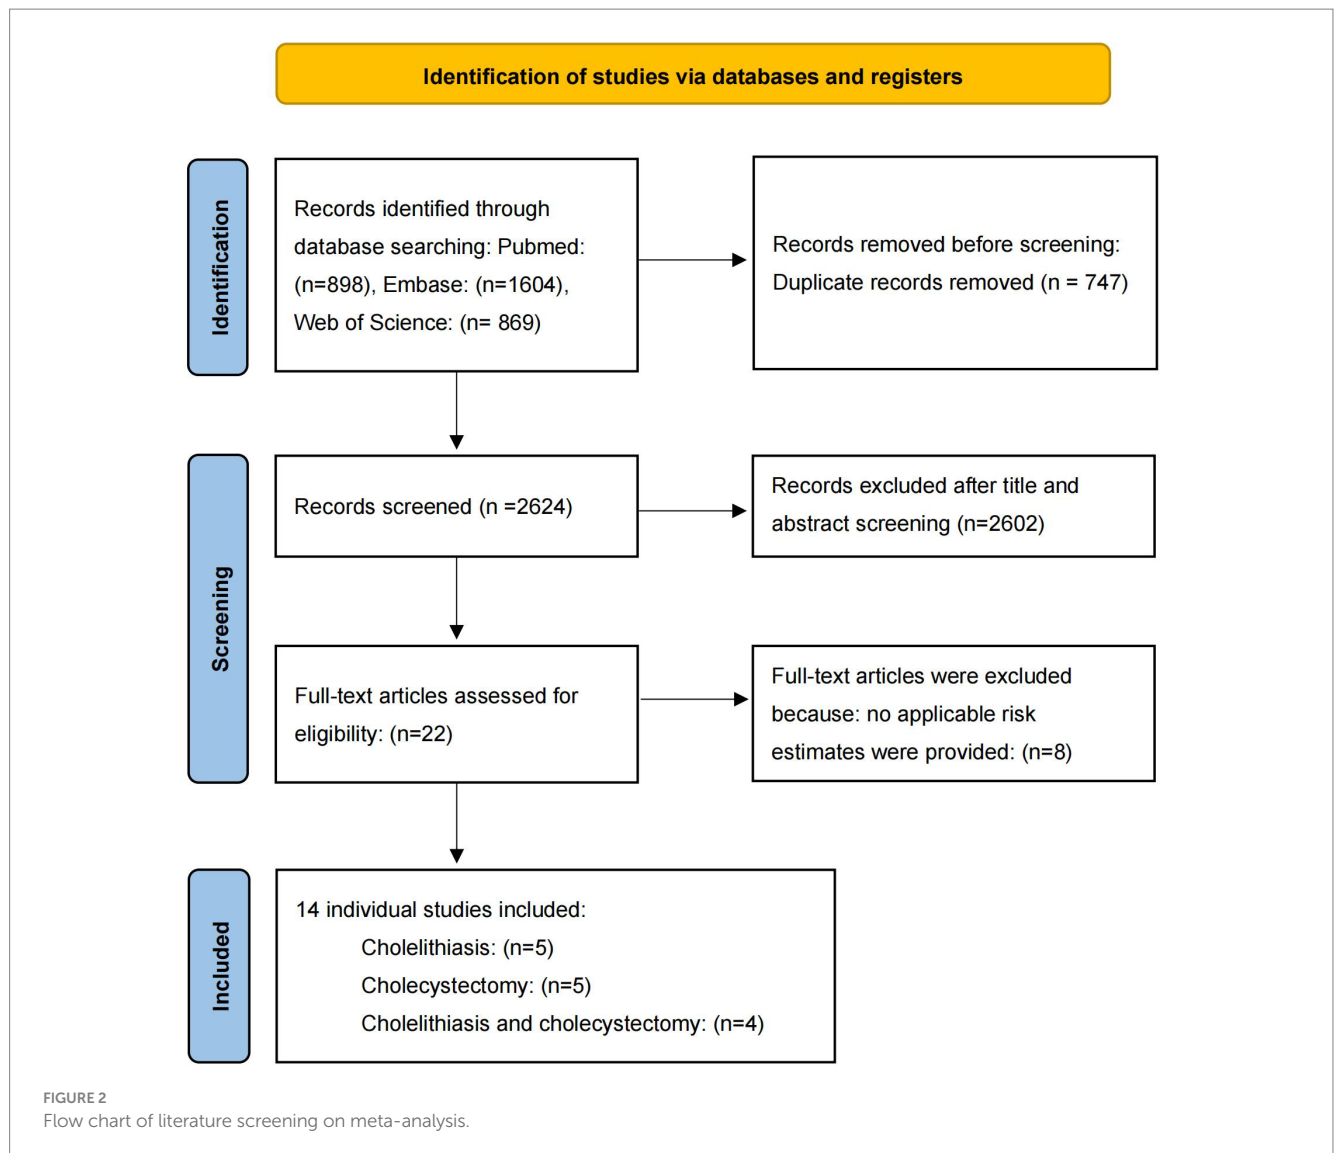 Identification of studies via databases and registers
Identification
Records identified through
database searching: Pubmed:
(n=898), Embase: (n=1604),
Web of Science: (n= 869)
Records removed before screening:
Duplicate records removed (n = 747)
Screening
Records screened (n =2624)
Records excluded after title and
abstract screening (n=2602)
Full-text articles assessed for
eligibility: (n=22)
Full-text articles were excluded
because: no applicable risk
estimates were provided: (n=8)
Included
14 individual studies included:
Cholelithiasis: (n=5)
Cholecystectomy: (n=5)
Cholelithiasis and cholecystectomy: (n=4)
FIGURE 2
Flow chart of literature screening on meta-analysis.